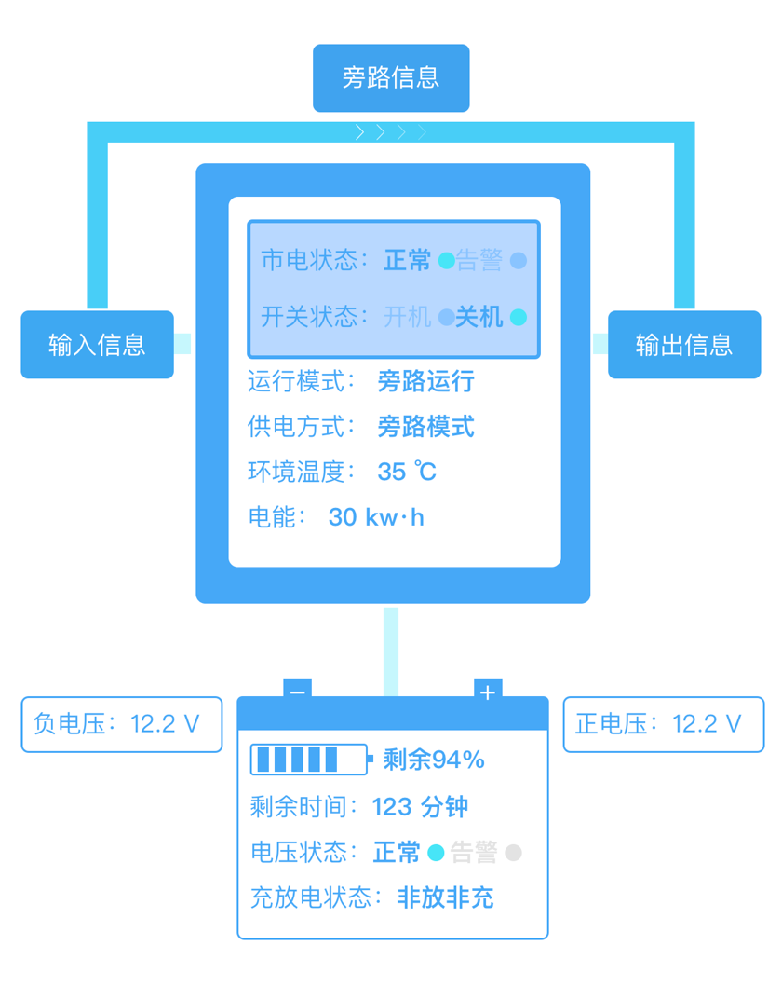 旁路信息
市电状态： 正常 告警
开关状态： 开机 关机
输入信息
输出信息
运行模式： 旁路运行
供电方式： 旁路模式
环境温度： 35 ℃
电能： 30 kw·h
− +
负电压：12.2 V
正电压：12.2 V
剩余94%
剩余时间：123 分钟
电压状态：正常 告警
充放电状态：非放非充